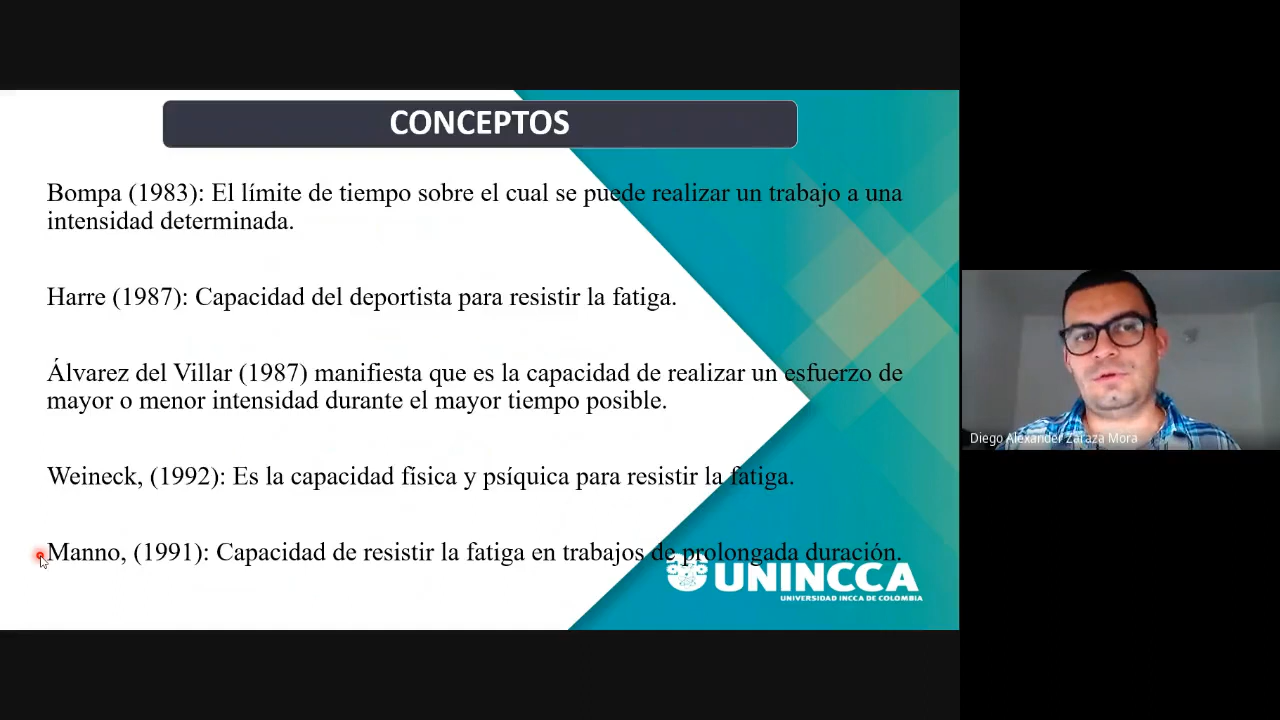 CONCEPTOS
Bompa (1983): El límite de tiempo sobre el cual se puede realizar un trabajo a una
intensidad determinada.
Harre (1987): Capacidad del deportista para resistir la fatiga.
Álvarez del Villar (1987) manifiesta que es la capacidad de realizar un esfuerzo de
mayor o menor intensidad durante el mayor tiempo posible.
Weineck, (1992): Es la capacidad física y psíquica para resistir la fatiga.
Manno, (1991): Capacidad de resistir la fatiga en trabajos de prolongada duración.
UNINCCA
UNIVERSIDAD INCCA DE COLOMBIA
Diego Alexander Zaraza Mora